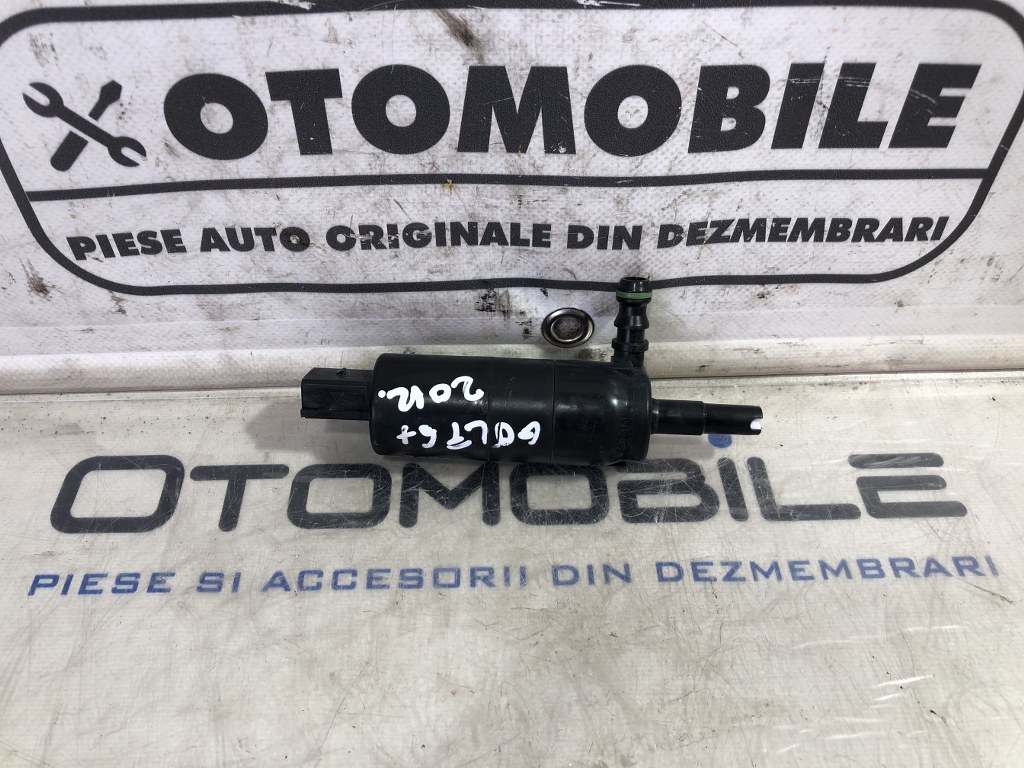 OTOMOBILE
PIESE AUTO ORIGINALE DIN DEZMEMBRARI
GOLF 6+
2012.
OTOMOBILE
PIESE SI ACCESORII DIN DEZMEMBRARI